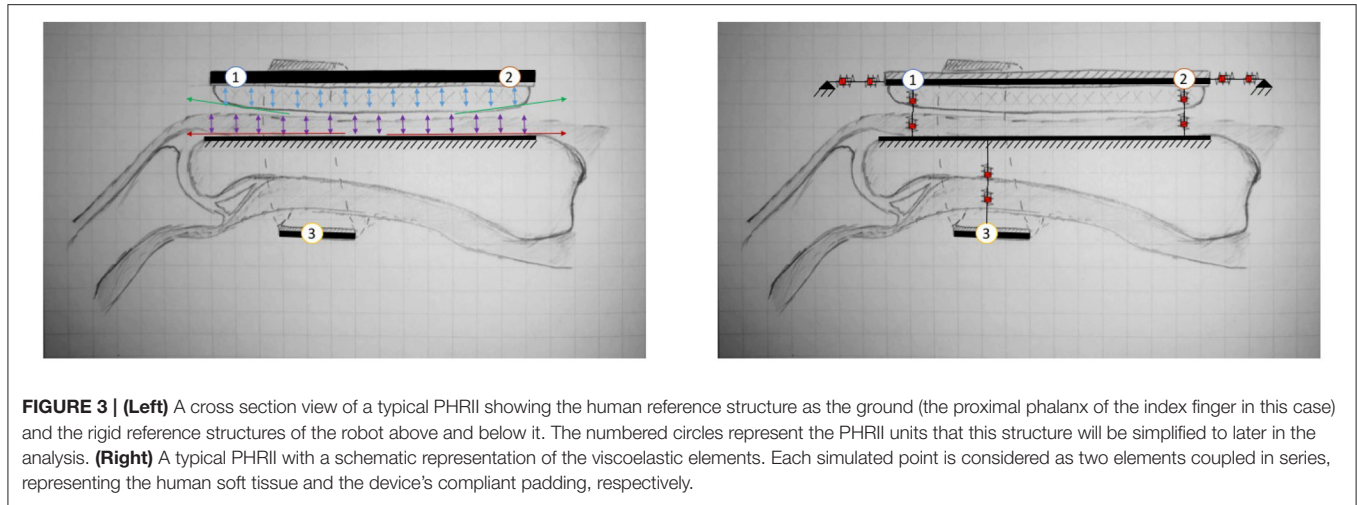 1
2
3
1
2
3
FIGURE 3 | (Left) A cross section view of a typical PHRII showing the human reference structure as the ground (the proximal phalanx of the index finger in this case)
and the rigid reference structures of the robot above and below it. The numbered circles represent the PHRII units that this structure will be simplified to later in the
analysis. (Right) A typical PHRII with a schematic representation of the viscoelastic elements. Each simulated point is considered as two elements coupled in series,
representing the human soft tissue and the device's compliant padding, respectively.